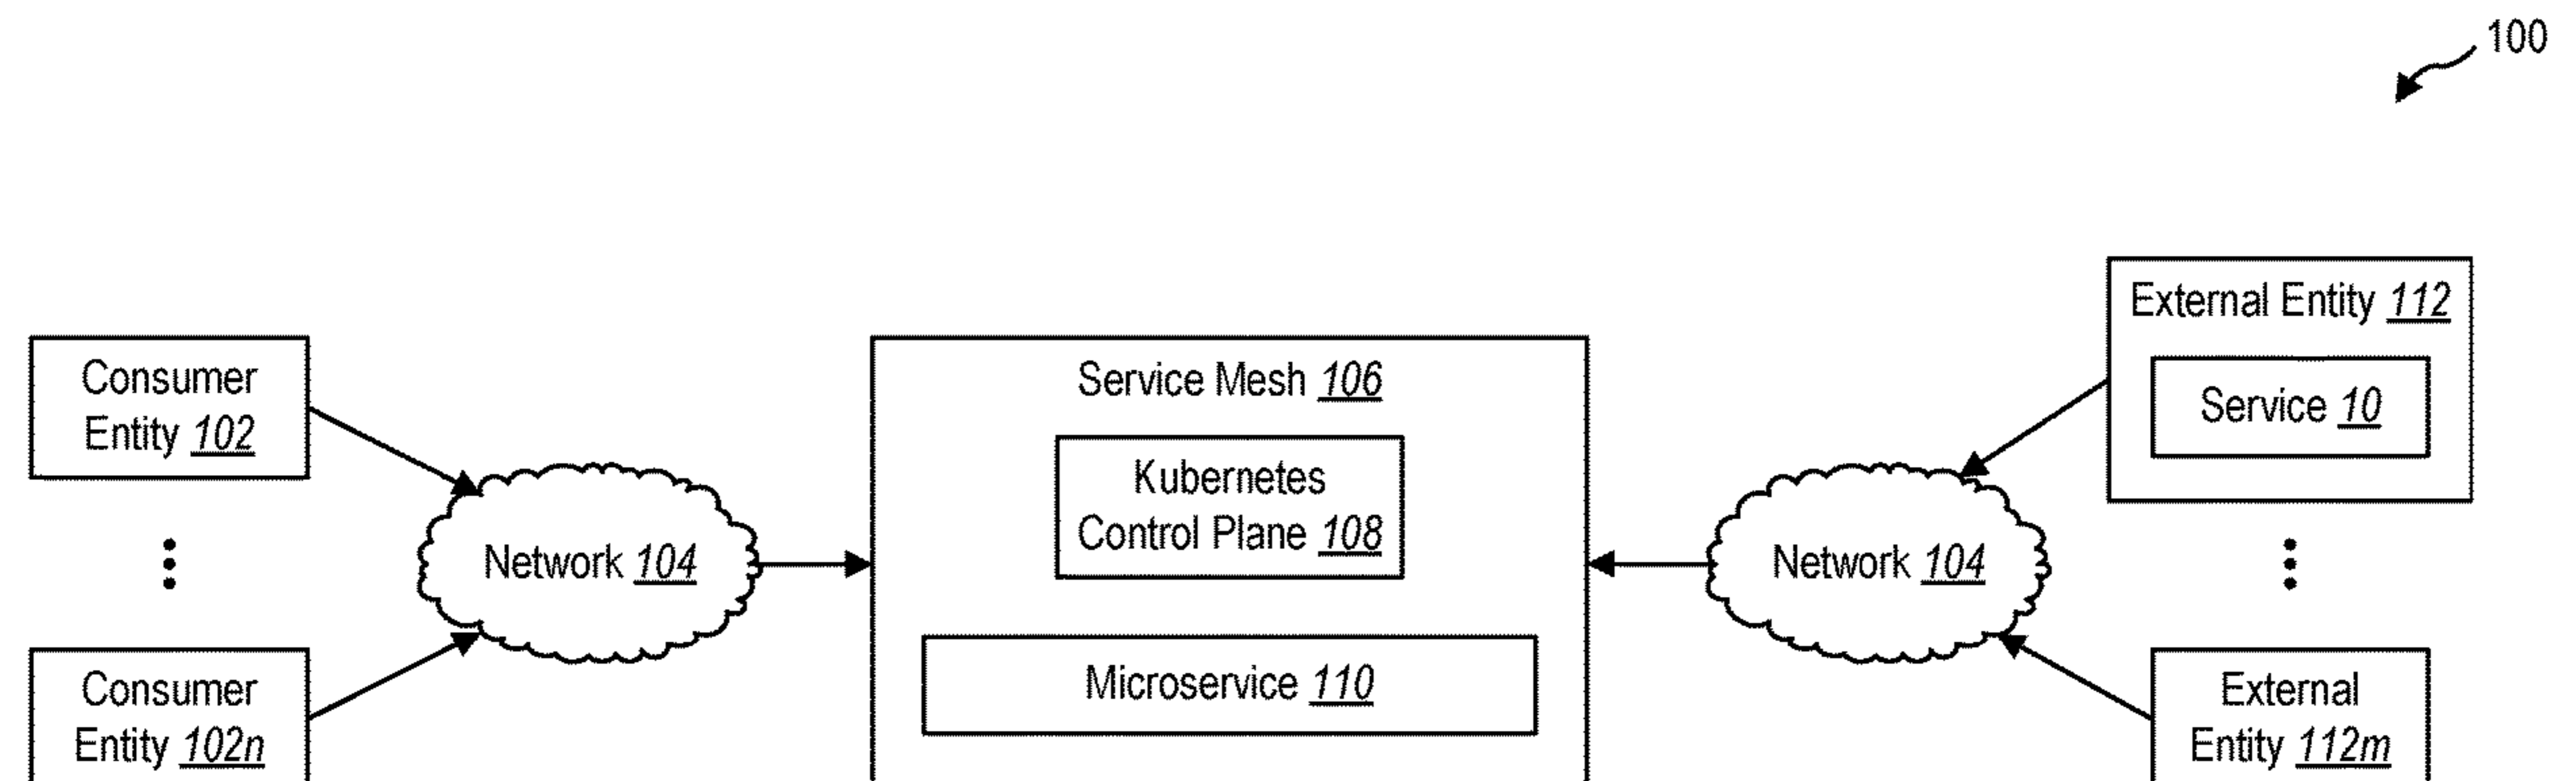 100
Consumer
Entity 102
Consumer
Entity 102n
Network 104
Service Mesh 106
Kubernetes
Control Plane 108
Microservice 110
Network 104
External Entity 112
Service 10
External
Entity 112m